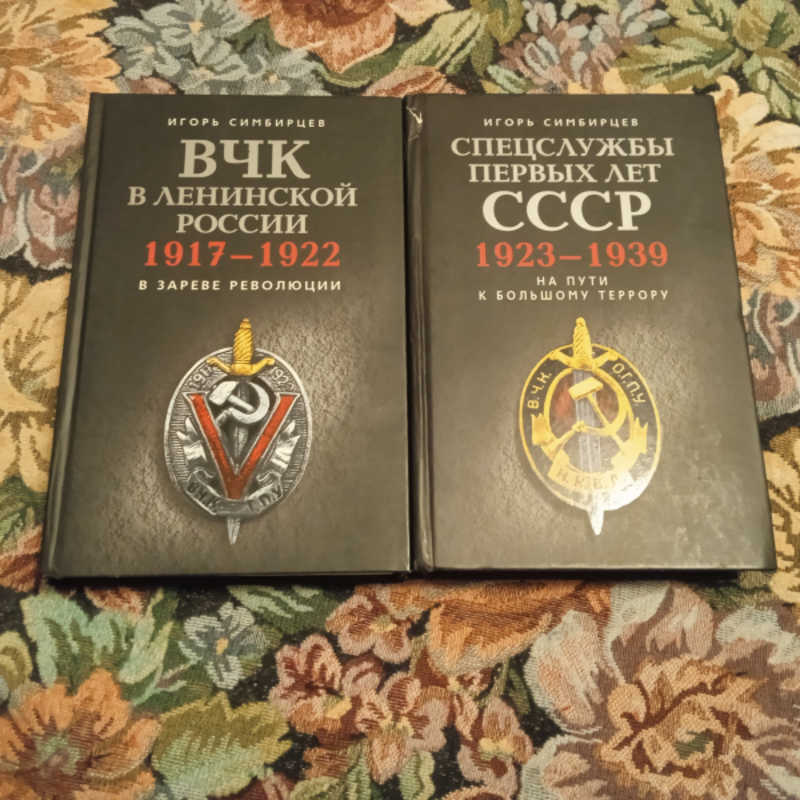 ИГОРЬ СИМБИРЦЕВ
ВЧК
В ЛЕНИНСКОЙ
РОССИИ
1917–1922
В ЗАРЕВЕ РЕВОЛЮЦИИ
ИГОРЬ СИМБИРЦЕВ
СПЕЦСЛУЖБЫ
ПЕРВЫХ ЛЕТ
СССР
1923–1939
НА ПУТИ
К БОЛЬШОМУ ТЕРРОРУ
В.Ч.К. О.Г.П.У.